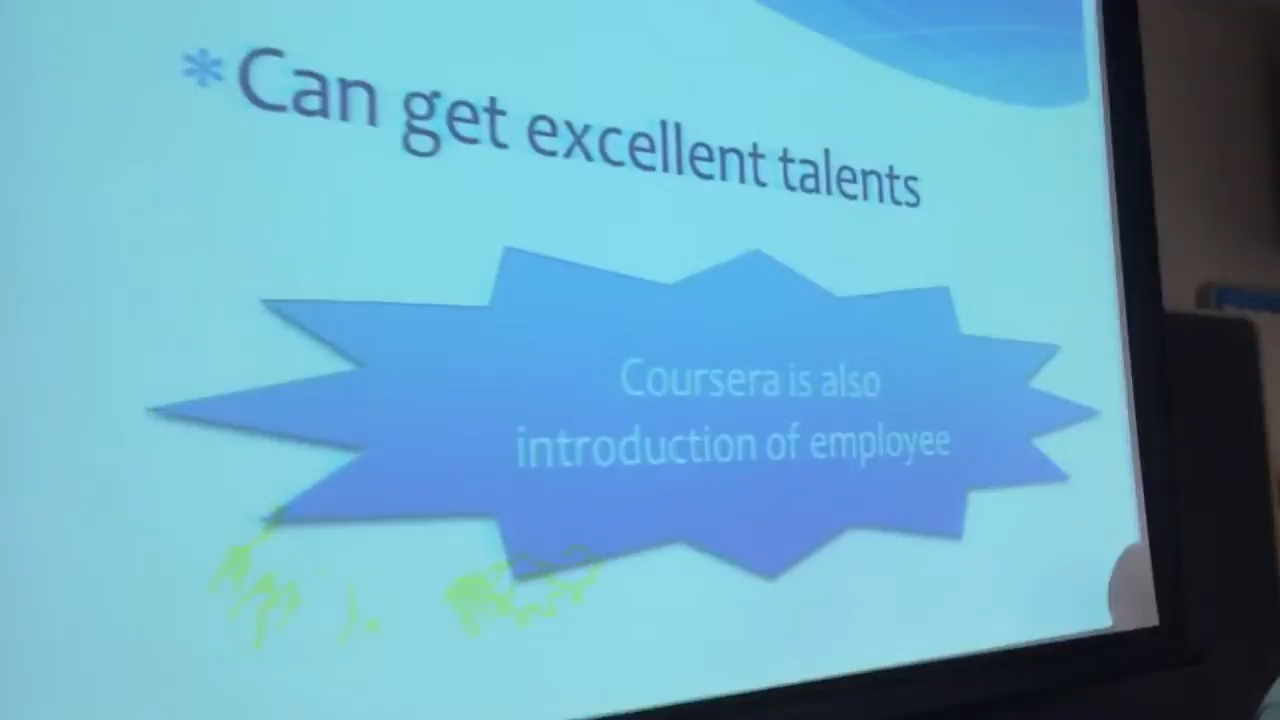 * Can get excellent talents
Coursera is also
introduction of employee